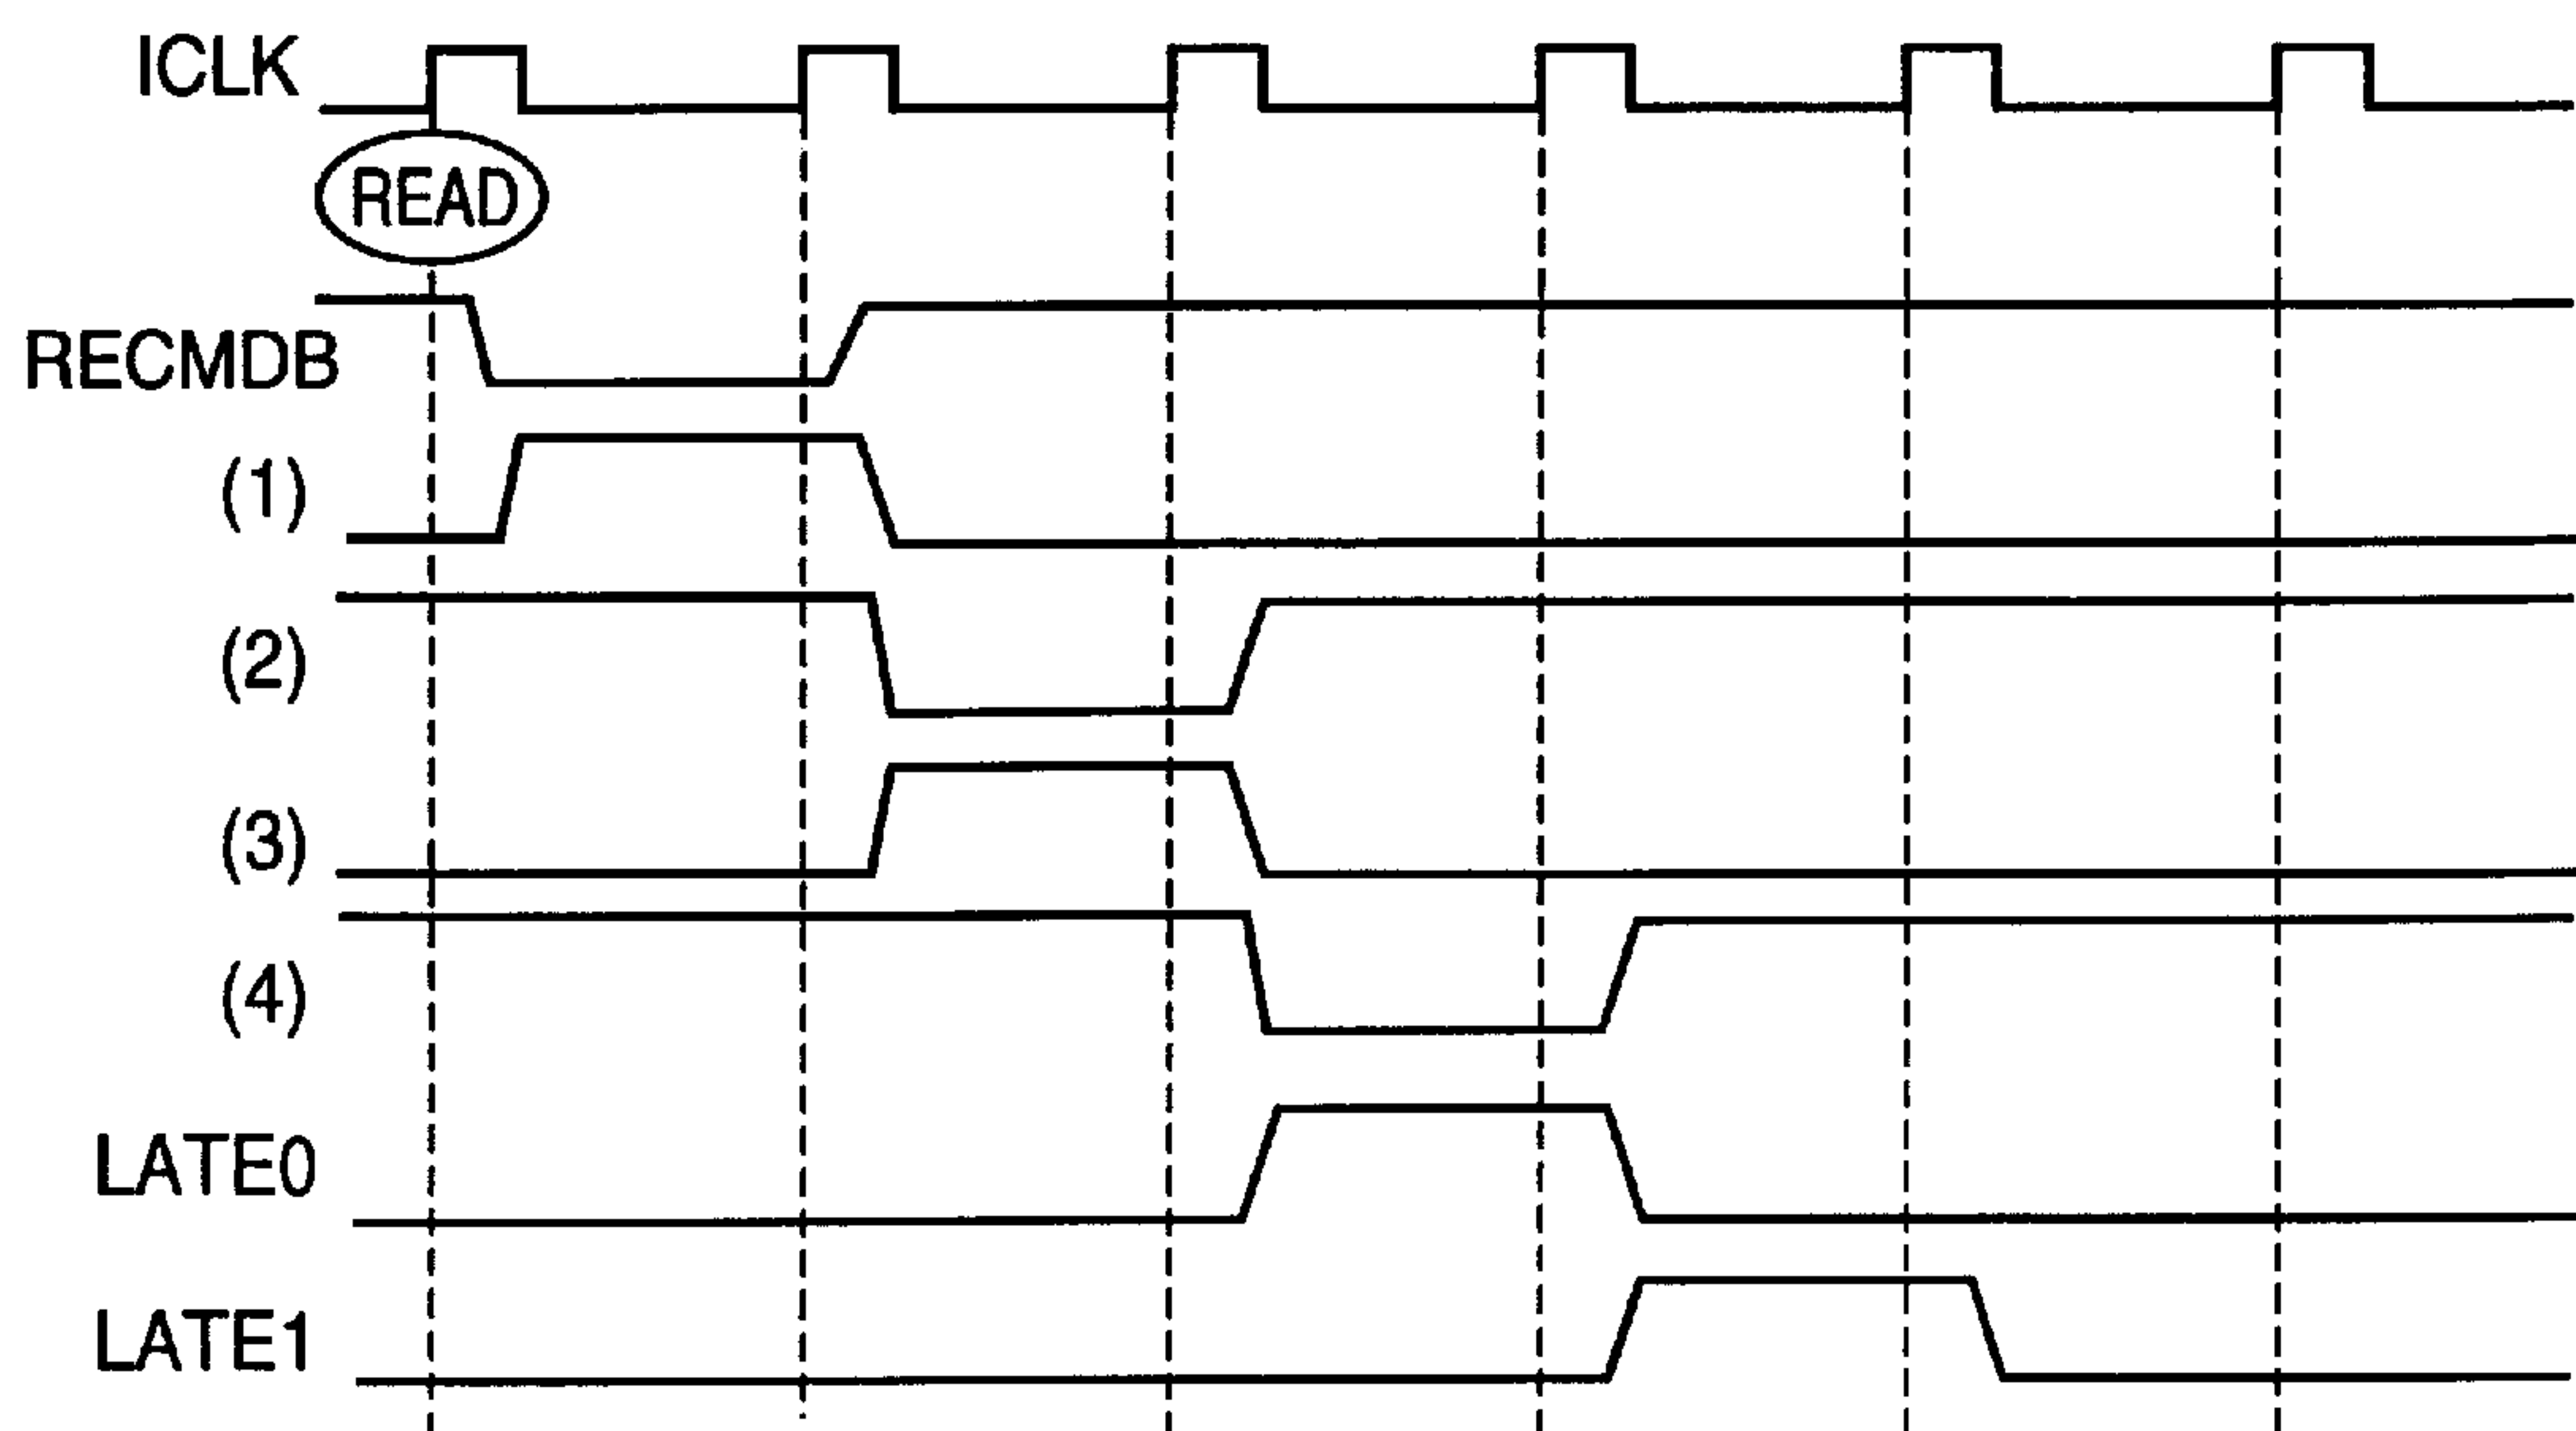 ICLK
READ
RECMDB
(1)
(2)
(3)
(4)
LATE0
LATE1